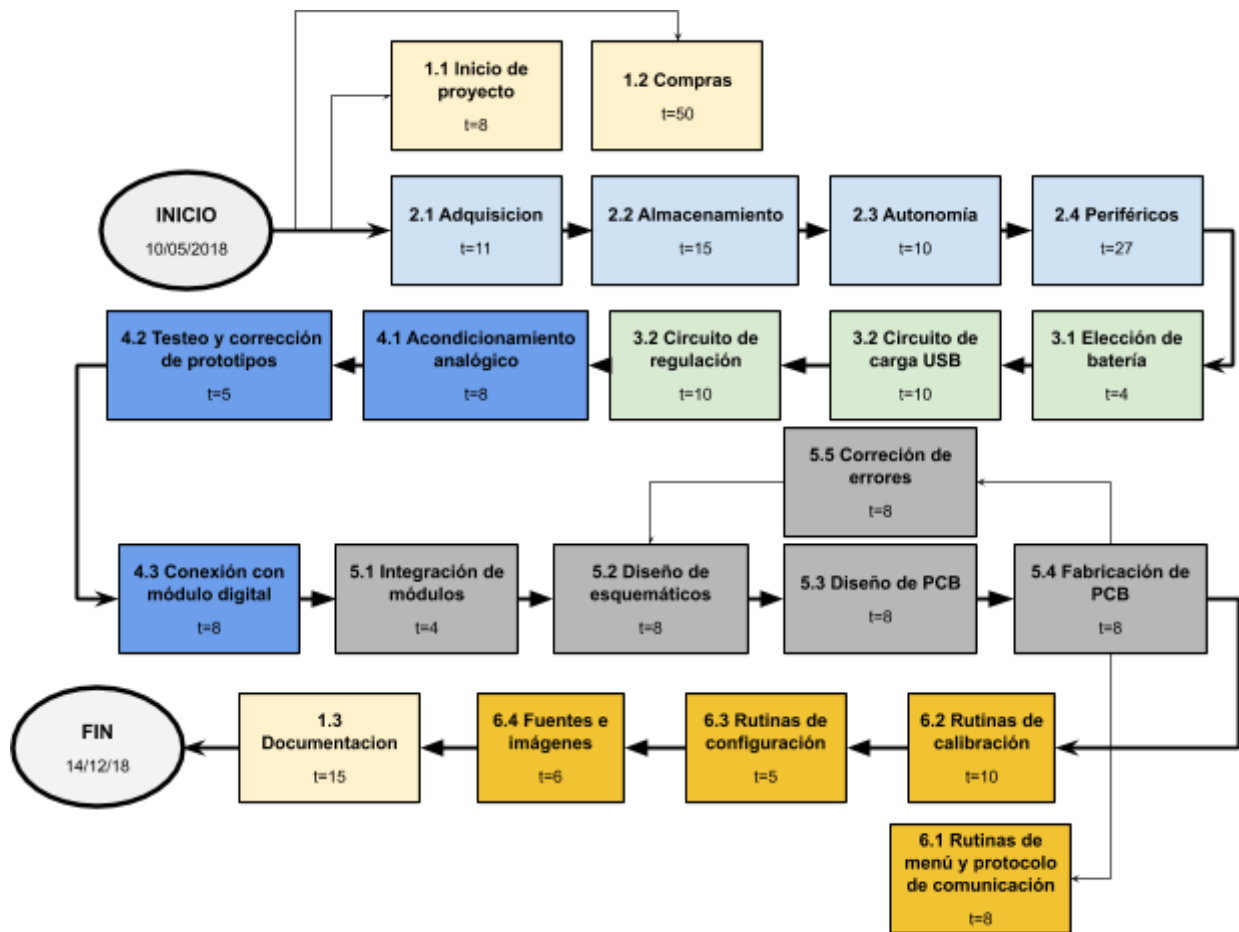 1.1 Inicio de
proyecto
t=8
1.2 Compras
t=50
INICIO
10/05/2018
2.1 Adquisicion
t=11
2.2 Almacenamiento
t=15
2.3 Autonomía
t=10
2.4 Periféricos
t=27
4.2 Testeo y corrección
de prototipos
t=5
4.1 Acondicionamiento
analógico
t=8
3.2 Circuito de
regulación
t=10
3.2 Circuito de
carga USB
t=10
3.1 Elección de
batería
t=4
5.5 Correción de
errores
t=8
4.3 Conexión con
módulo digital
t=8
5.1 Integración de
módulos
t=4
5.2 Diseño de
esquemáticos
t=8
5.3 Diseño de PCB
t=8
5.4 Fabricación de
PCB
t=8
FIN
14/12/18
1.3
Documentacion
t=15
6.4 Fuentes e
imágenes
t=6
6.3 Rutinas de
configuración
t=5
6.2 Rutinas de
calibración
t=10
6.1 Rutinas de
menú y protocolo
de comunicación
t=8